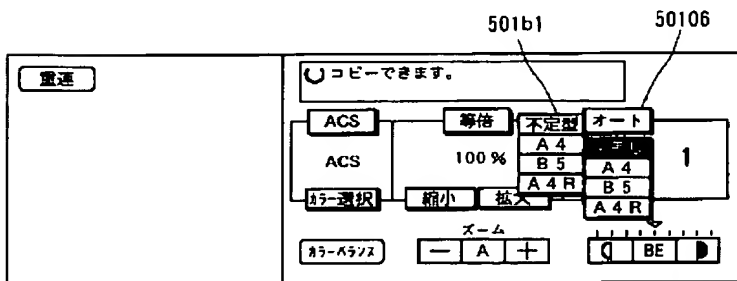 501b1 50106
重連
コピーできます。
ACS 等倍 不定型 オート
A4
ACS 100% B5 A4 1
A4R B5
カラー選択 縮小 拡大 A4R
ズーム
カラーバランス － A ＋ BE